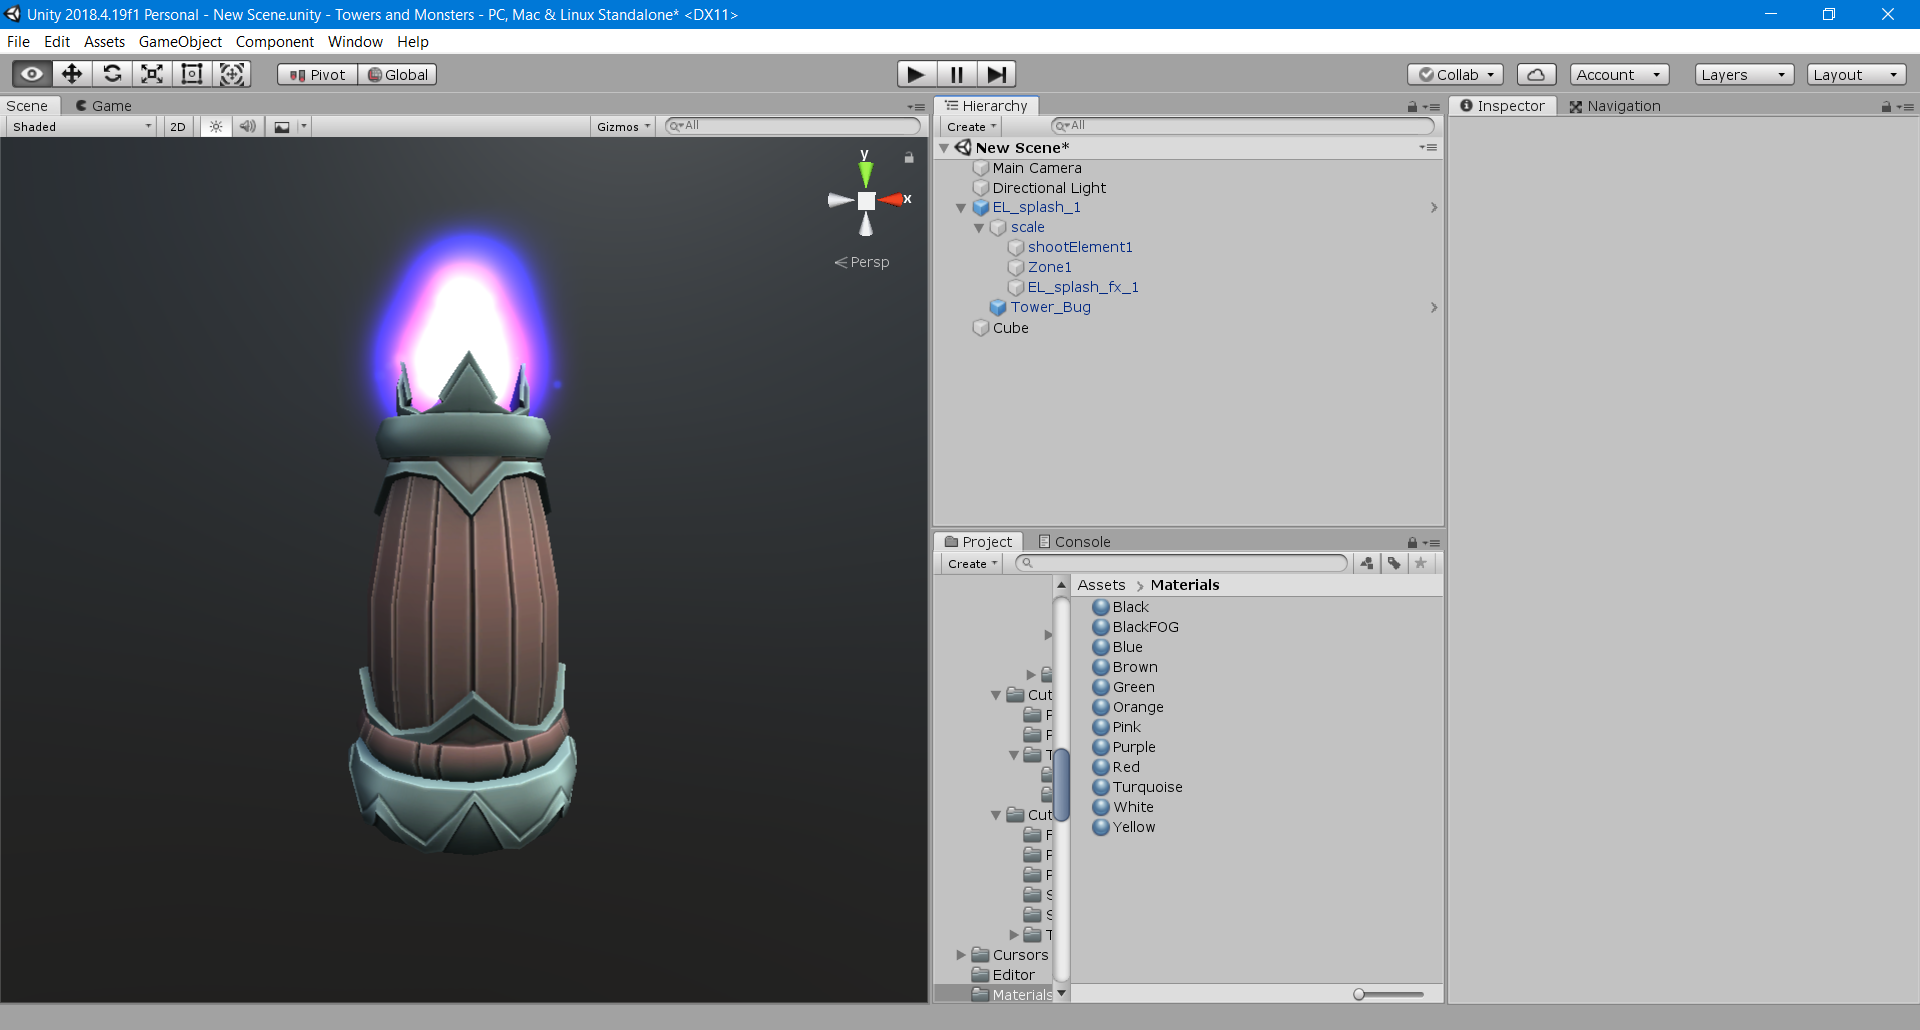 Unity 2018.4.19f1 Personal - New Scene.unity - Towers and Monsters - PC, Mac & Linux Standalone* <DX11>
File Edit Assets GameObject Component Window Help
Pivot Global Collab Account Layers Layout
Scene Game
Shaded 2D Gizmos All
y
x
Persp
Hierarchy
Create All
New Scene*
Main Camera
Directional Light
EL_splash_1
scale
shootElement1
Zone1
EL_splash_fx_1
Tower_Bug
Cube
Project Console
Create
Cut
P
T
Cut
F
P
P
S
S
T
Cursors
Editor
Materials
Assets > Materials
Black
BlackFOG
Blue
Brown
Green
Orange
Pink
Purple
Red
Turquoise
White
Yellow
Inspector Navigation